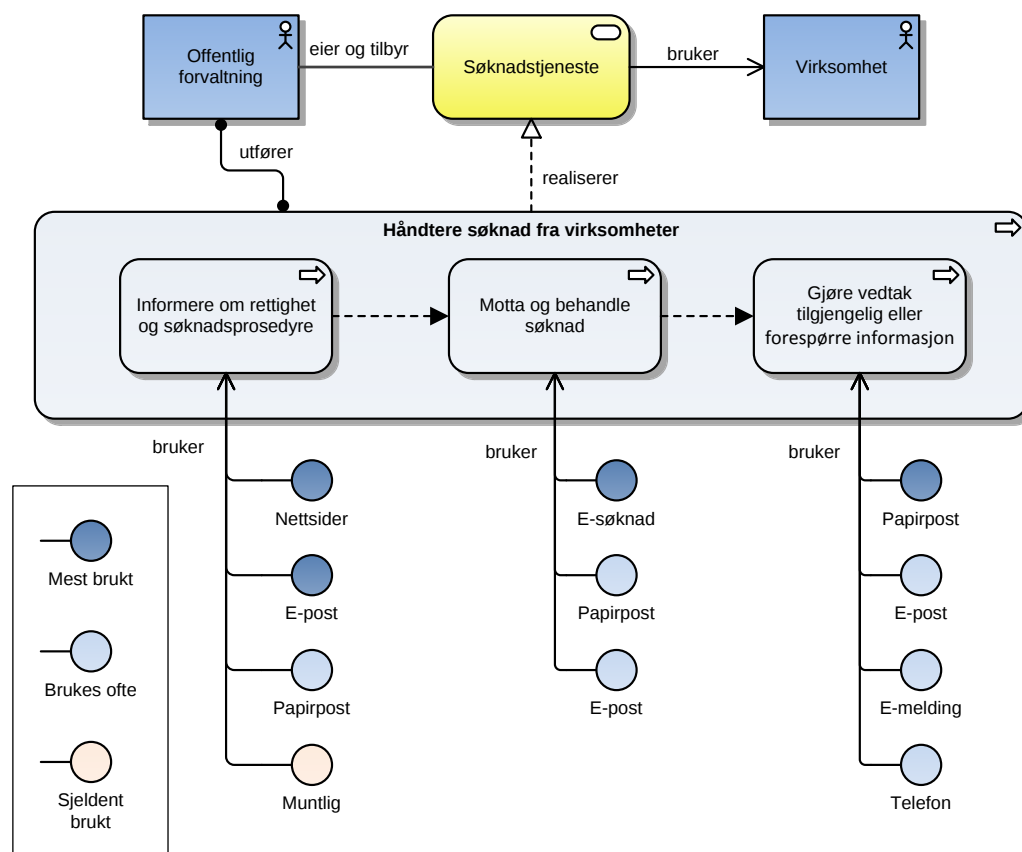 Offentlig
forvaltning
eier og tilbyr
Søknadstjeneste
bruker
Virksomhet
utfører
realiserer
Håndtere søknad fra virksomheter
Informere om rettighet
og søknadsprosedyre
Motta og behandle
søknad
Gjøre vedtak
tilgjengelig eller
forespørre informasjon
bruker
bruker
bruker
Nettsider
E-post
Papirpost
Muntlig
E-søknad
Papirpost
E-post
Papirpost
E-post
E-melding
Telefon
Mest brukt
Brukes ofte
Sjeldent
brukt